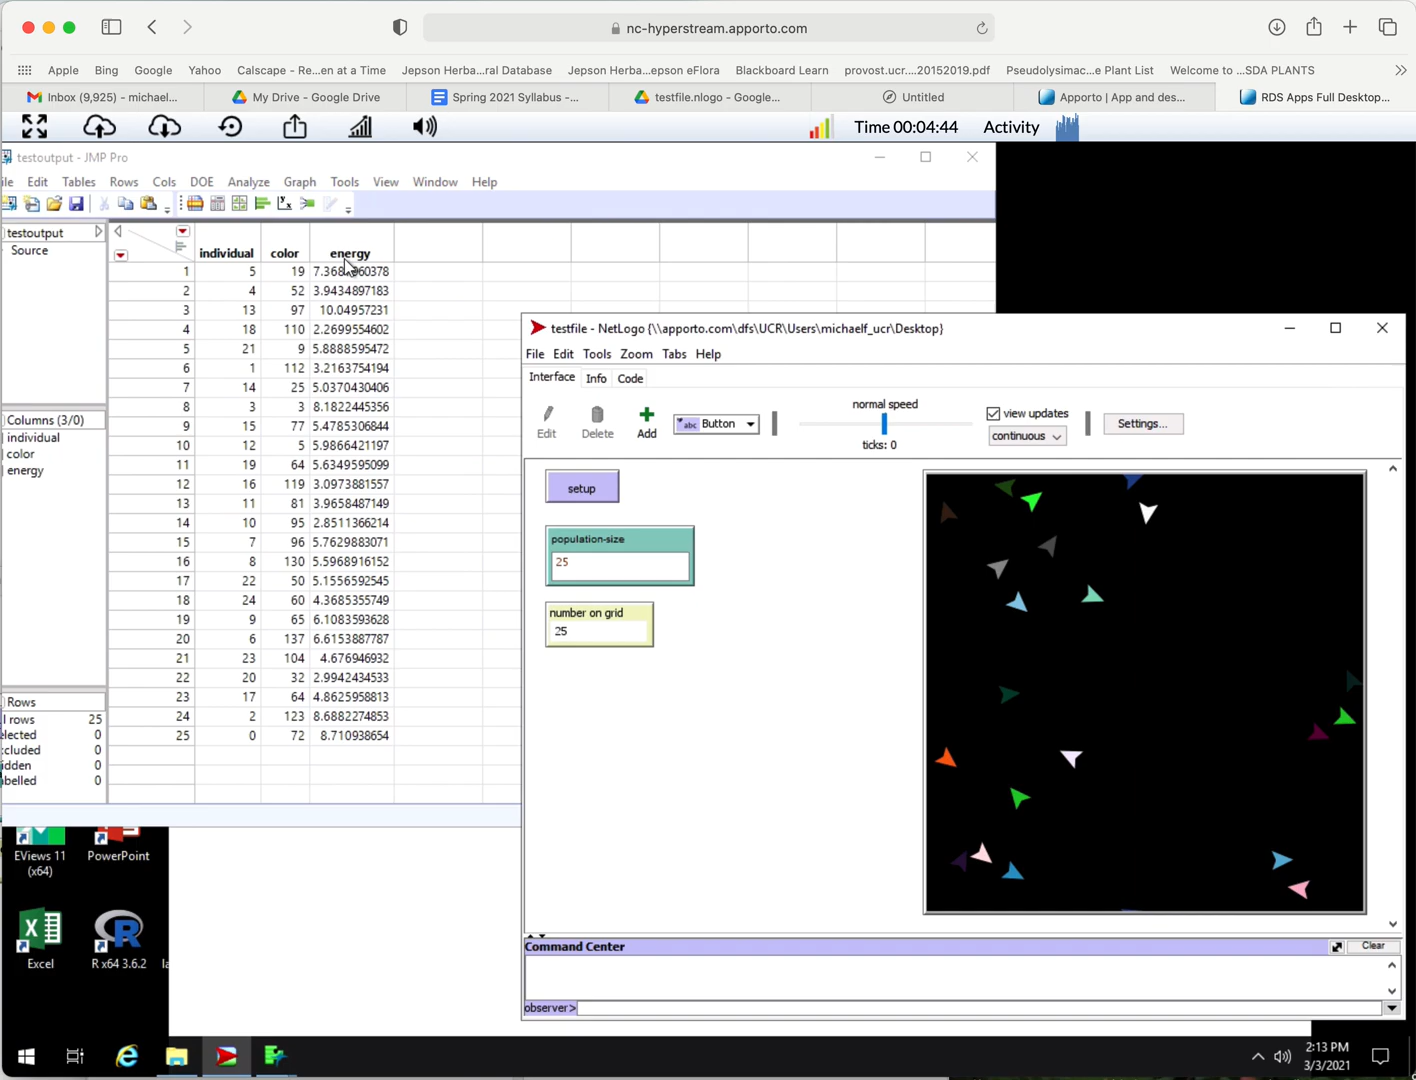 nc-hyperstream.apporto.com
Apple Bing Google Yahoo Calscape - Re...en at a Time Jepson Herba...ral Database Jepson Herba...epson eFlora Blackboard Learn provost.ucr....20152019.pdf Pseudolysimac...e Plant List Welcome to ...SDA PLANTS
Inbox (9,925) - michael... My Drive - Google Drive Spring 2021 Syllabus -... testfile.nlogo - Google... Untitled Apporto | App and des... RDS Apps Full Desktop...
Time 00:04:44 Activity
testoutput - JMP Pro
ile Edit Tables Rows Cols DOE Analyze Graph Tools View Window Help
testoutput
Source
individual color energy
1 5 19
2 4 52 3.9434897183
3 13 97 10.04957231
4 18 110 2.2699554602
5 21 9 5.8888595472
6 1 112 3.2163754194
7 14 25 5.0370430406
8 3 3 8.1822445356
9 15 77 5.4785306844
10 12 5 5.9866421197
11 19 64 5.6349595099
12 16 119 3.0973881557
13 11 81 3.9658487149
14 10 95 2.8511366214
15 7 96 5.7629883071
16 8 130 5.5968916152
17 22 50 5.1556592545
18 24 60 4.3685355749
19 9 65 6.1083593628
20 6 137 6.6153887787
21 23 104 4.676946932
22 20 32 2.9942434533
23 17 64 4.8625958813
24 2 123 8.6882274853
25 0 72 8.710938654
Columns (3/0)
individual
color
energy
Rows
l rows 25
elected 0
xcluded 0
idden 0
abelled 0
testfile - NetLogo {\\apporto.com\dfs\UCR\Users\michaelf_ucr\Desktop}
File Edit Tools Zoom Tabs Help
Interface Info Code
Edit Delete Add
abc Button
normal speed
ticks: 0
view updates
continuous
Settings...
setup
population-size
25
number on grid
25
Command Center
Clear
observer>
EViews 11
(x64)
PowerPoint
Excel
R x64 3.6.2
2:13 PM
3/3/2021